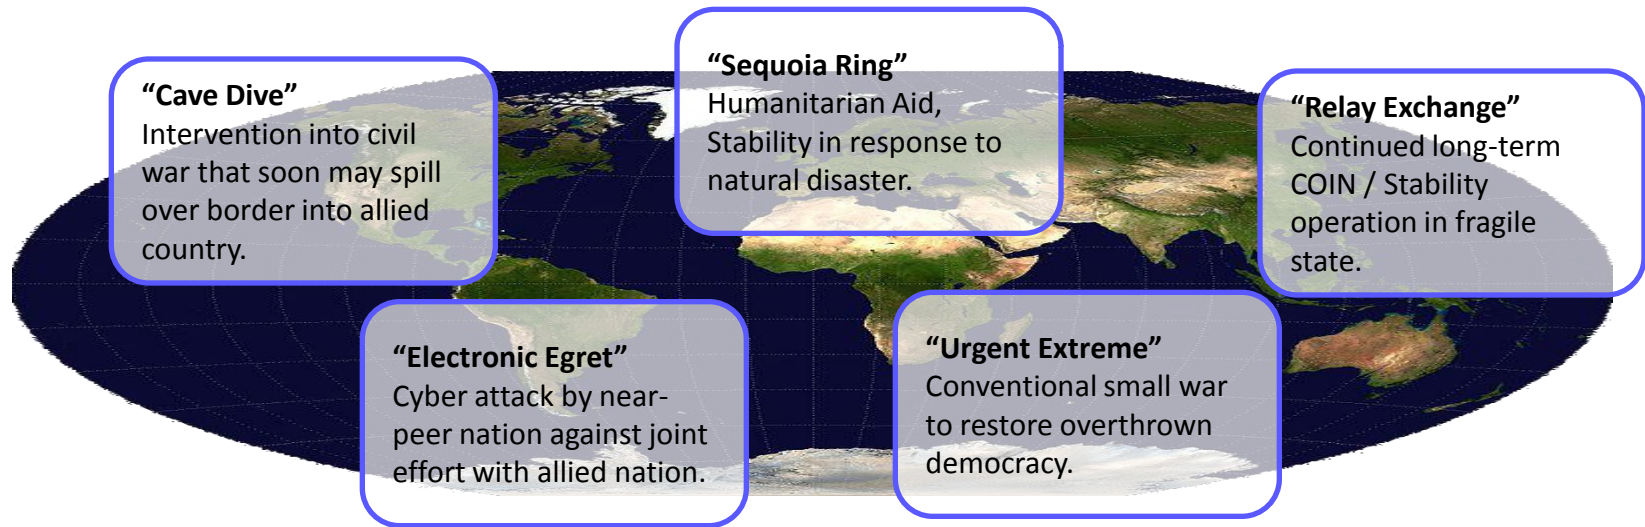 “Cave Dive”
Intervention into civil
war that soon may spill
over border into allied
country.
“Sequoia Ring”
Humanitarian Aid,
Stability in response to
natural disaster.
“Relay Exchange”
Continued long-term
COIN / Stability
operation in fragile
state.
“Electronic Egret”
Cyber attack by near-
peer nation against joint
effort with allied nation.
“Urgent Extreme”
Conventional small war
to restore overthrown
democracy.